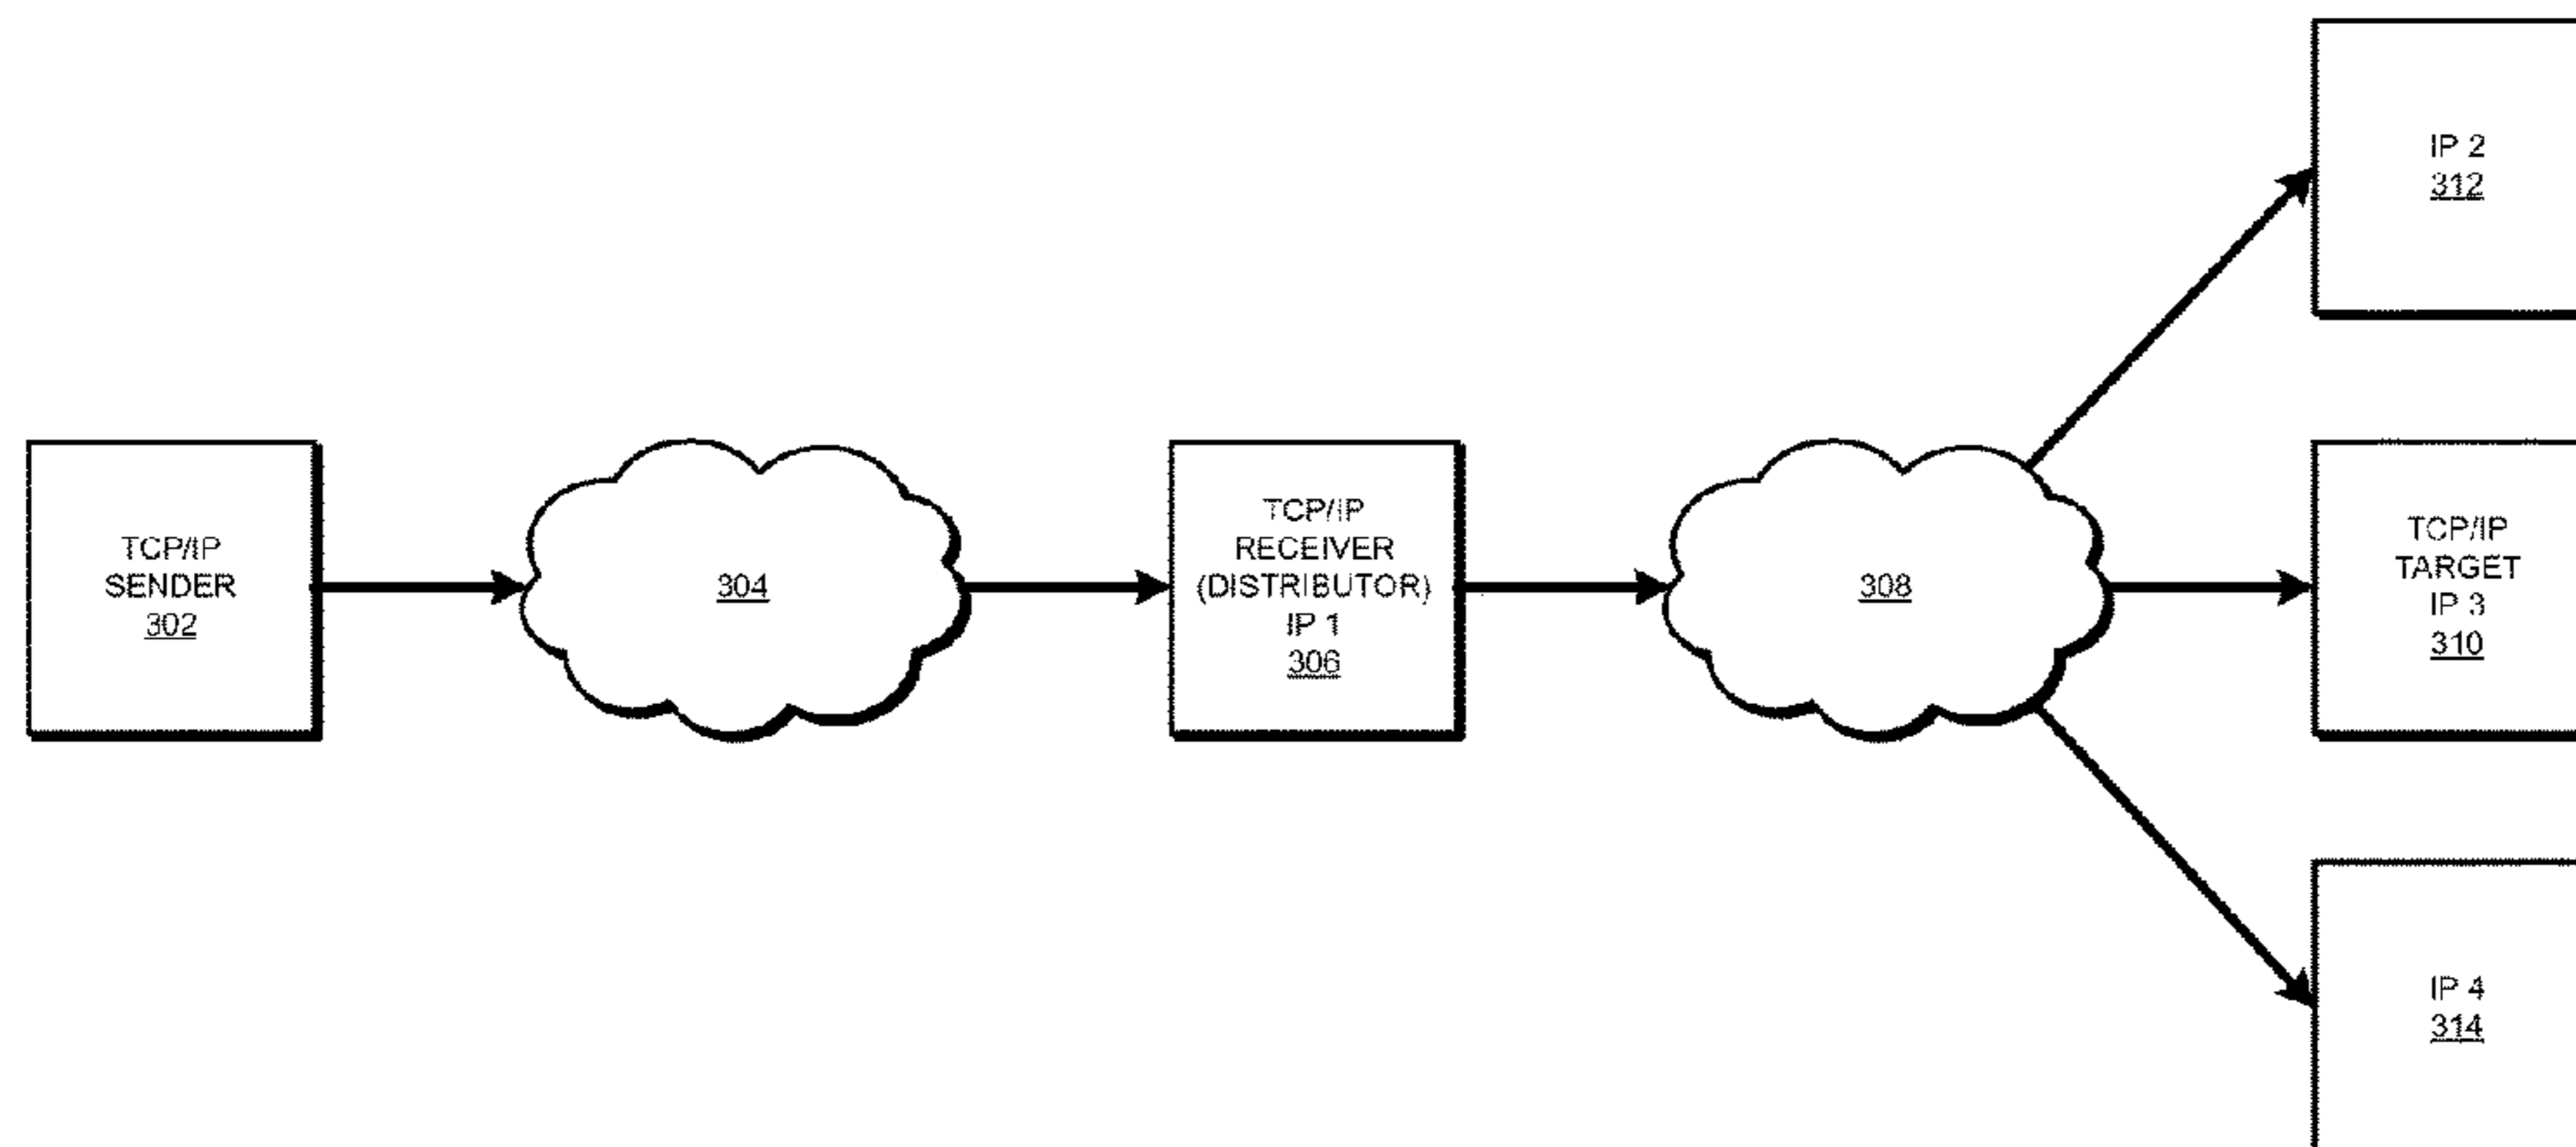 TCP/IP
SENDER
302
304
TCP/IP
RECEIVER
(DISTRIBUTOR)
IP 1
306
308
IP 2
312
TCP/IP
TARGET
IP 3
310
IP 4
314